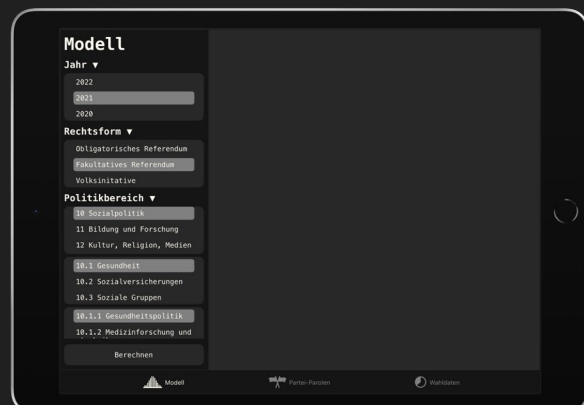 Modell
Jahr ▼
2022
2021
2020
Rechtsform ▼
Obligatorisches Referendum
Fakultatives Referendum
Volksinitative
Politikbereich ▼
10 Sozialpolitik
11 Bildung und Forschung
12 Kultur, Religion, Medien
10.1 Gesundheit
10.2 Sozialversicherungen
10.3 Soziale Gruppen
10.1.1 Gesundheitspolitik
10.1.2 Medizinforschung und
Berechnen
Modell Partei-Parolen Wahldaten